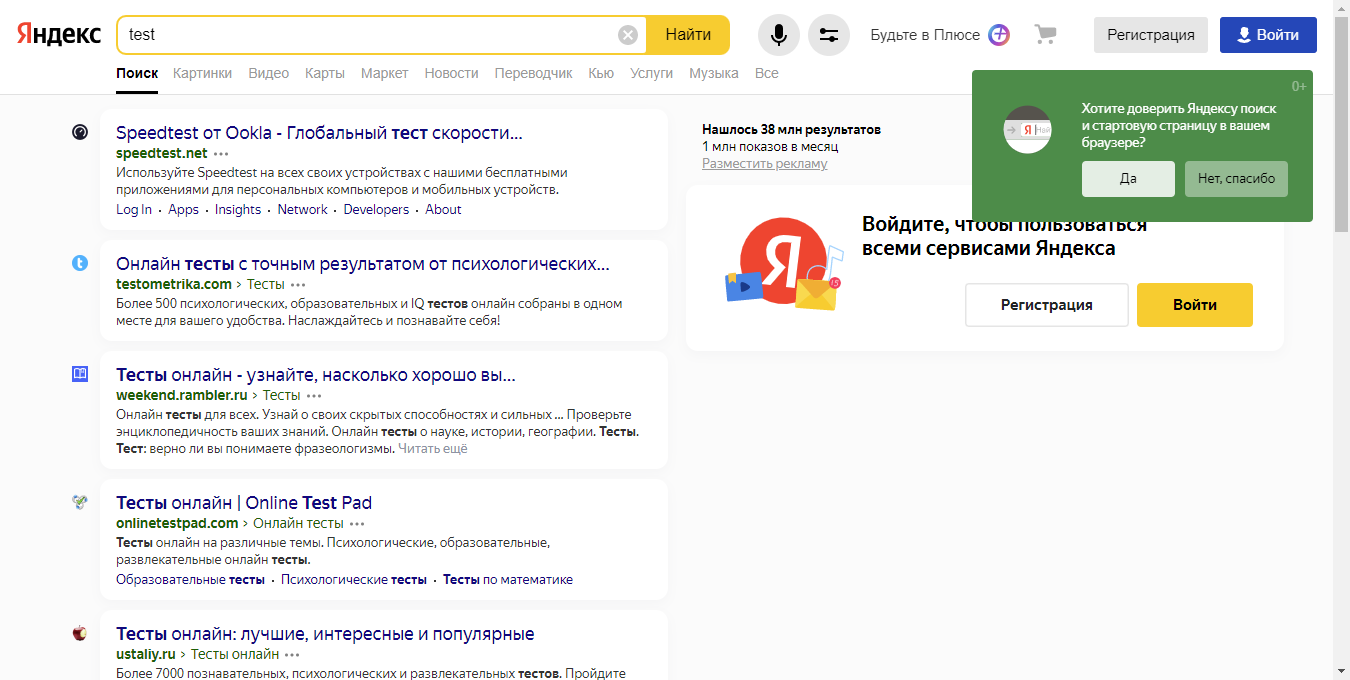 Яндекс
test
Найти
Будьте в Плюсе
Регистрация
Войти
Поиск Картинки Видео Карты Маркет Новости Переводчик Кью Услуги Музыка Все
0+
Хотите доверить Яндексу поиск
и стартовую страницу в вашем
браузере?
Да
Нет, спасибо
Speedtest от Ookla - Глобальный тест скорости...
speedtest.net
Используйте Speedtest на всех своих устройствах с нашими бесплатными
приложениями для персональных компьютеров и мобильных устройств.
Log In · Apps · Insights · Network · Developers · About
Онлайн тесты с точным результатом от психологических...
testometrika.com › Тесты
Более 500 психологических, образовательных и IQ тестов онлайн собраны в одном
месте для вашего удобства. Наслаждайтесь и познавайте себя!
Тесты онлайн - узнайте, насколько хорошо вы...
weekend.rambler.ru › Тесты
Онлайн тесты для всех. Узнай о своих скрытых способностях и сильных ... Проверьте
энциклопедичность ваших знаний. Онлайн тесты о науке, истории, географии. Тесты.
Тест: верно ли вы понимаете фразеологизмы. Читать ещё
Тесты онлайн | Online Test Pad
onlinetestpad.com › Онлайн тесты
Тесты онлайн на различные темы. Психологические, образовательные,
развлекательные онлайн тесты.
Образовательные тесты · Психологические тесты · Тесты по математике
Тесты онлайн: лучшие, интересные и популярные
ustaliy.ru › Тесты онлайн
Более 7000 познавательных, психологических и развлекательных тестов. Пройдите
Нашлось 38 млн результатов
1 млн показов в месяц
Разместить рекламу
Я
15
Войдите, чтобы пользоваться
всеми сервисами Яндекса
Регистрация
Войти